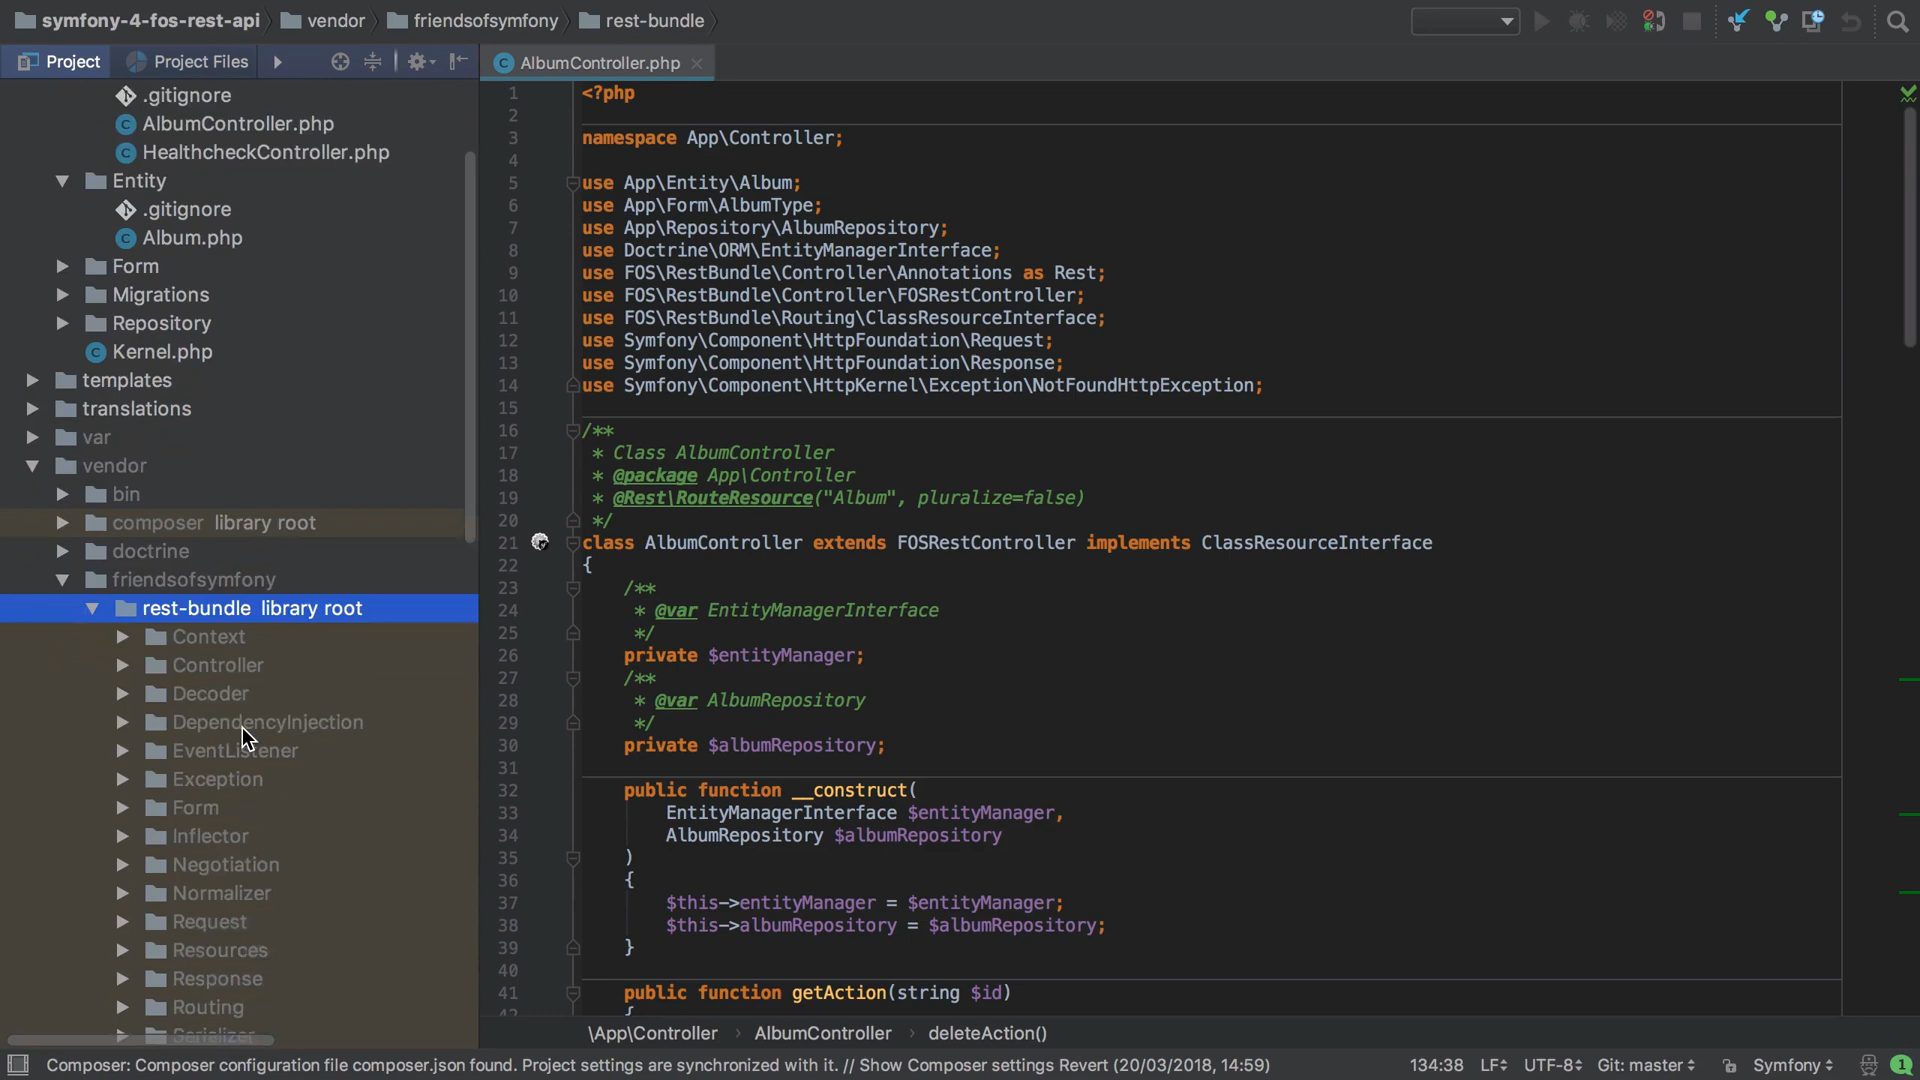 symfony-4-fos-rest-api vendor friendsofsymfony rest-bundle
Project Project Files
AlbumController.php
.gitignore
AlbumController.php
HealthcheckController.php
Entity
.gitignore
Album.php
Form
Migrations
Repository
Kernel.php
templates
translations
var
vendor
bin
composer library root
doctrine
friendsofsymfony
rest-bundle library root
Context
Controller
Decoder
DependencyInjection
EventListener
Exception
Form
Inflector
Negotiation
Normalizer
Request
Resources
Response
Routing
Serializer
1 <?php
2
3 namespace App\Controller;
4
5 use App\Entity\Album;
6 use App\Form\AlbumType;
7 use App\Repository\AlbumRepository;
8 use Doctrine\ORM\EntityManagerInterface;
9 use FOS\RestBundle\Controller\Annotations as Rest;
10 use FOS\RestBundle\Controller\FOSRestController;
11 use FOS\RestBundle\Routing\ClassResourceInterface;
12 use Symfony\Component\HttpFoundation\Request;
13 use Symfony\Component\HttpFoundation\Response;
14 use Symfony\Component\HttpKernel\Exception\NotFoundHttpException;
15
16 /**
17 * Class AlbumController
18 * @package App\Controller
19 * @Rest\RouteResource("Album", pluralize=false)
20 */
21 class AlbumController extends FOSRestController implements ClassResourceInterface
22 {
23 /**
24 * @var EntityManagerInterface
25 */
26 private $entityManager;
27 /**
28 * @var AlbumRepository
29 */
30 private $albumRepository;
31
32 public function __construct(
33 EntityManagerInterface $entityManager,
34 AlbumRepository $albumRepository
35 )
36 {
37 $this->entityManager = $entityManager;
38 $this->albumRepository = $albumRepository;
39 }
40
41 public function getAction(string $id)
42 {
\App\Controller AlbumController deleteAction()
Composer: Composer configuration file composer.json found. Project settings are synchronized with it. // Show Composer settings Revert (20/03/2018, 14:59) 134:38 LF UTF-8 Git: master Symfony 1